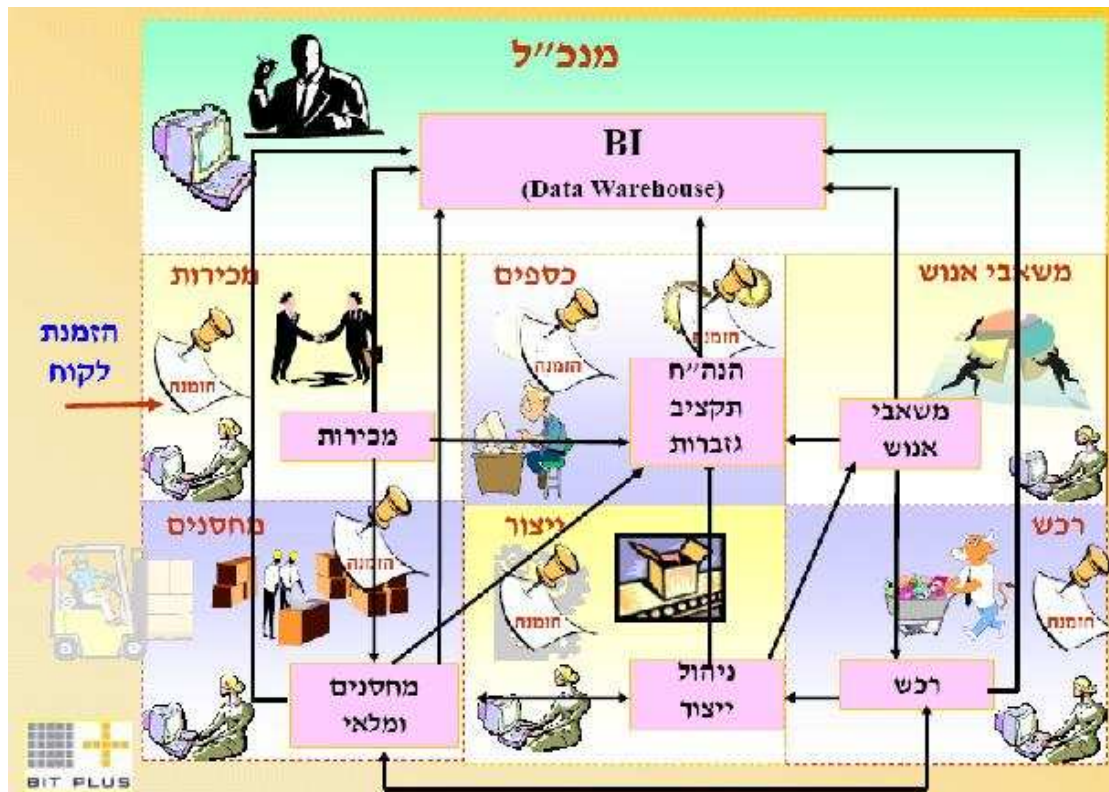 מנכ״ל
BI
(Data Warehouse)
משאבי אנוש
כספים
מכירות
הזמנת
לקוח
הזמנה
הזמנה
הזמנה
הנה״ח
תקציב
גזברות
משאבי
אנוש
מכירות
רכש
ייצור
מחסנים
הזמנה
הזמנה
הזמנה
רכש
ניהול
ייצור
מחסנים
ומלאי
BIT PLUS